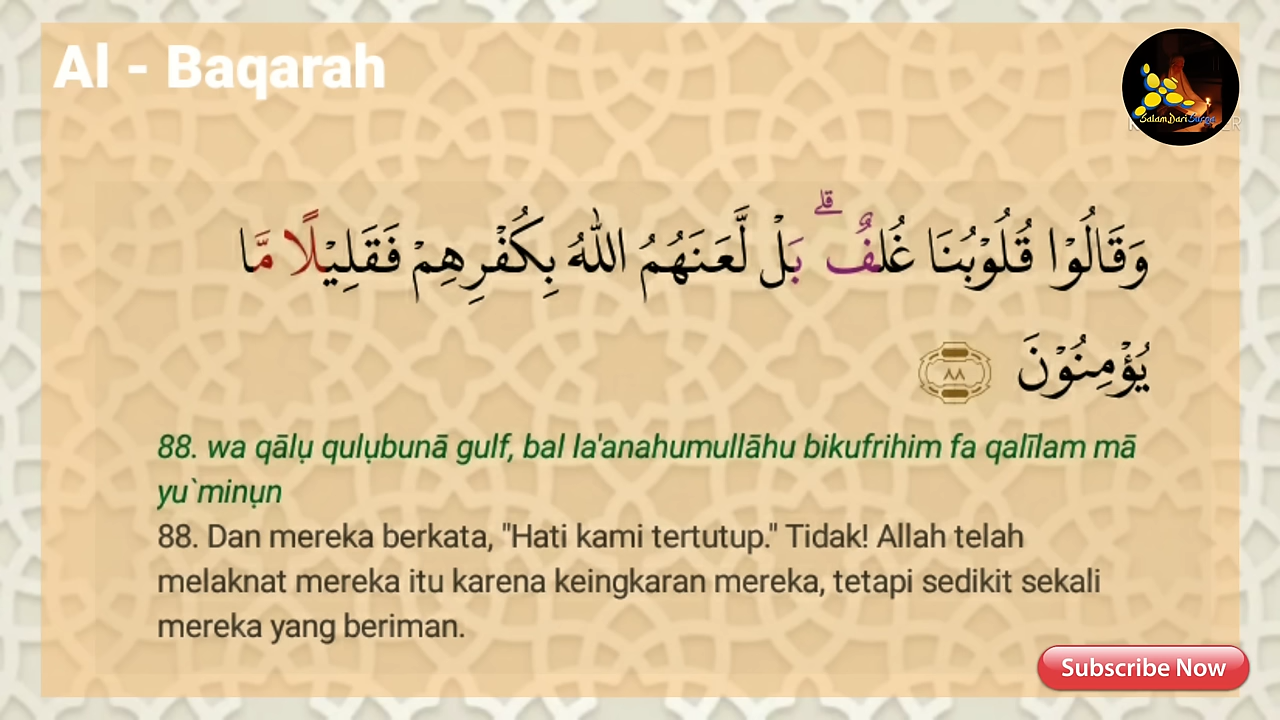 Al - Baqarah
SalamDariSurga
وَقَالُوْا قُلُوْبُنَا غُلْفٌ ۗ بَلْ لَّعَنَهُمُ اللّٰهُ بِكُفْرِهِمْ فَقَلِيْلًا مَّا
يُؤْمِنُوْنَ ٨٨
88. wa qālụ qulụbunā gulf, bal la'anahumullāhu bikufrihim fa qalīlam mā
yu`minụn
88. Dan mereka berkata, "Hati kami tertutup." Tidak! Allah telah
melaknat mereka itu karena keingkaran mereka, tetapi sedikit sekali
mereka yang beriman.
Subscribe Now